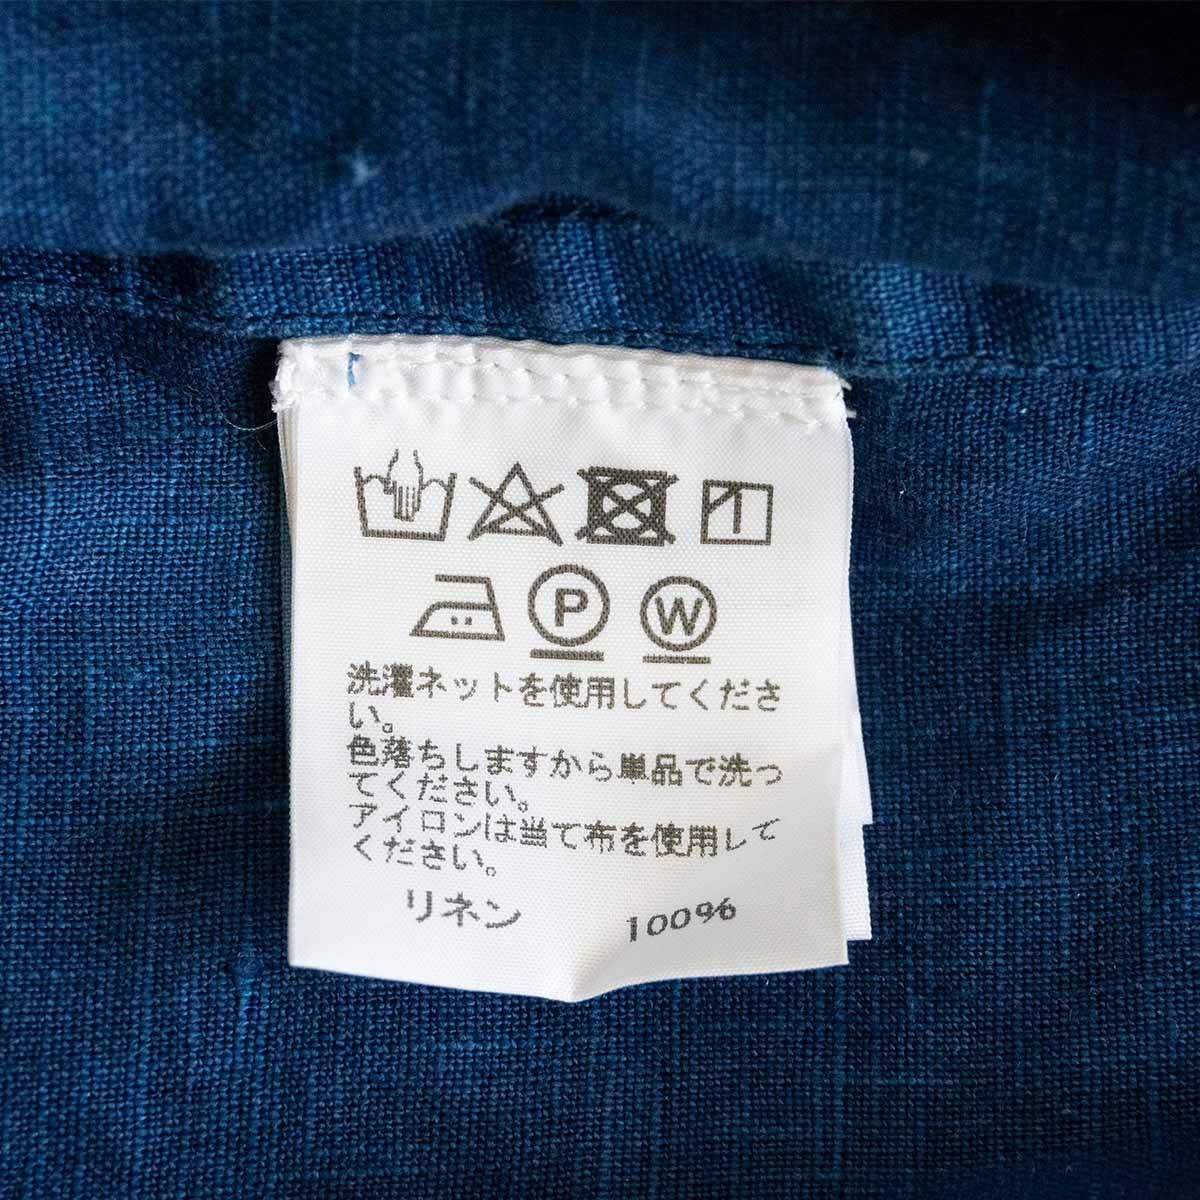 P W
洗濯ネットを使用してくださ
い。
色落ちしますから単品で洗っ
てください。
アイロンは当て布を使用して
ください。
リネン 100%